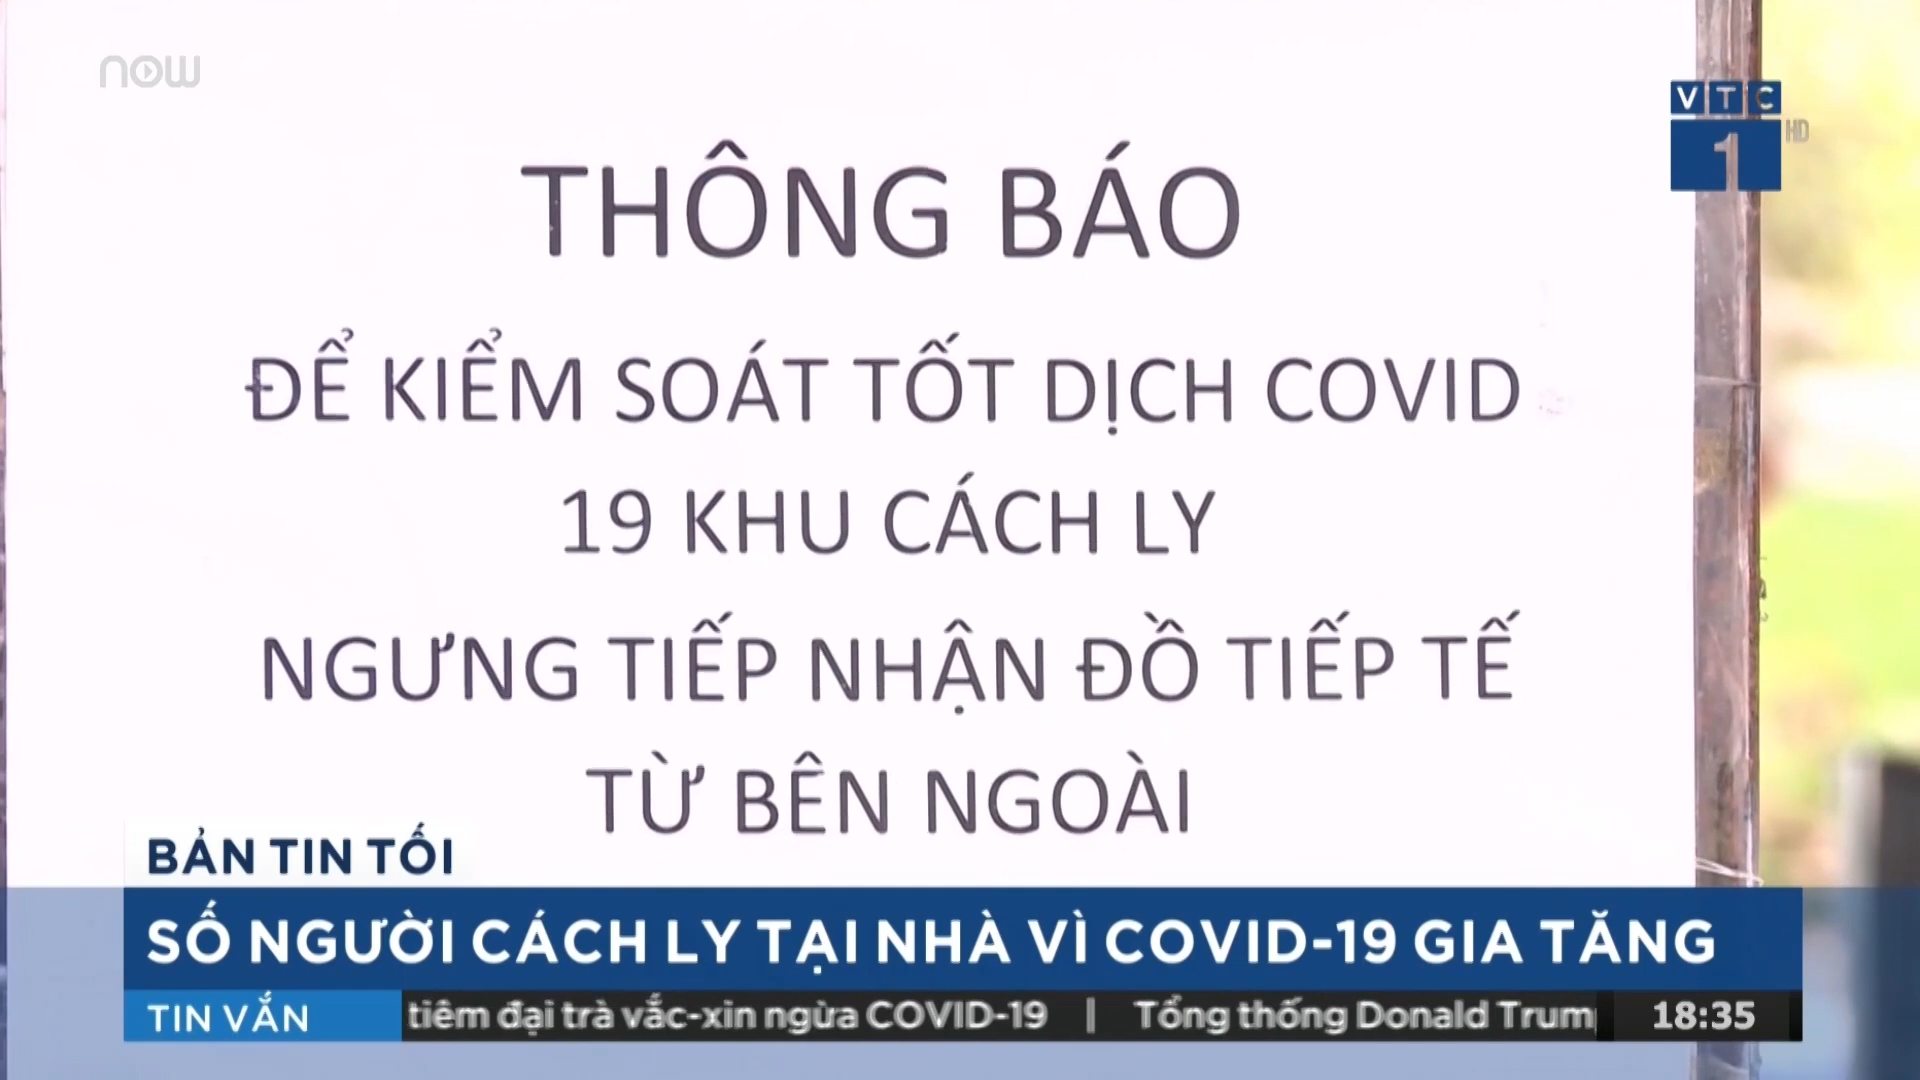 now
VTC
1 HD
THÔNG BÁO
ĐỂ KIỂM SOÁT TỐT DỊCH COVID
19 KHU CÁCH LY
NGƯNG TIẾP NHẬN ĐỒ TIẾP TẾ
TỪ BÊN NGOÀI
BẢN TIN TỐI
SỐ NGƯỜI CÁCH LY TẠI NHÀ VÌ COVID-19 GIA TĂNG
TIN VẮN tiêm đại trà vắc-xin ngừa COVID-19 | Tổng thống Donald Trum 18:35